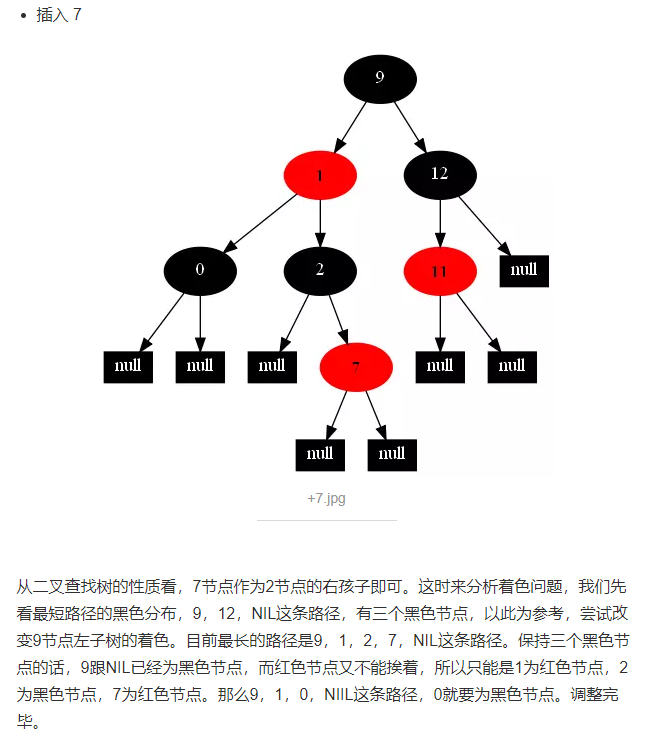 插入 7
9
1
12
0
2
11
null
null
null
null
7
null
null
null
null
+7.jpg
从二叉查找树的性质看，7节点作为2节点的右孩子即可。这时来分析着色问题，我们先
看最短路径的黑色分布，9，12，NIL这条路径，有三个黑色节点，以此为参考，尝试改
变9节点左子树的着色。目前最长的路径是9，1，2，7，NIL这条路径。保持三个黑色节
点的话，9跟NIL已经为黑色节点，而红色节点又不能挨着，所以只能是1为红色节点，2
为黑色节点，7为红色节点。那么9，1，0，NIIL这条路径，0就要为黑色节点。调整完
毕。